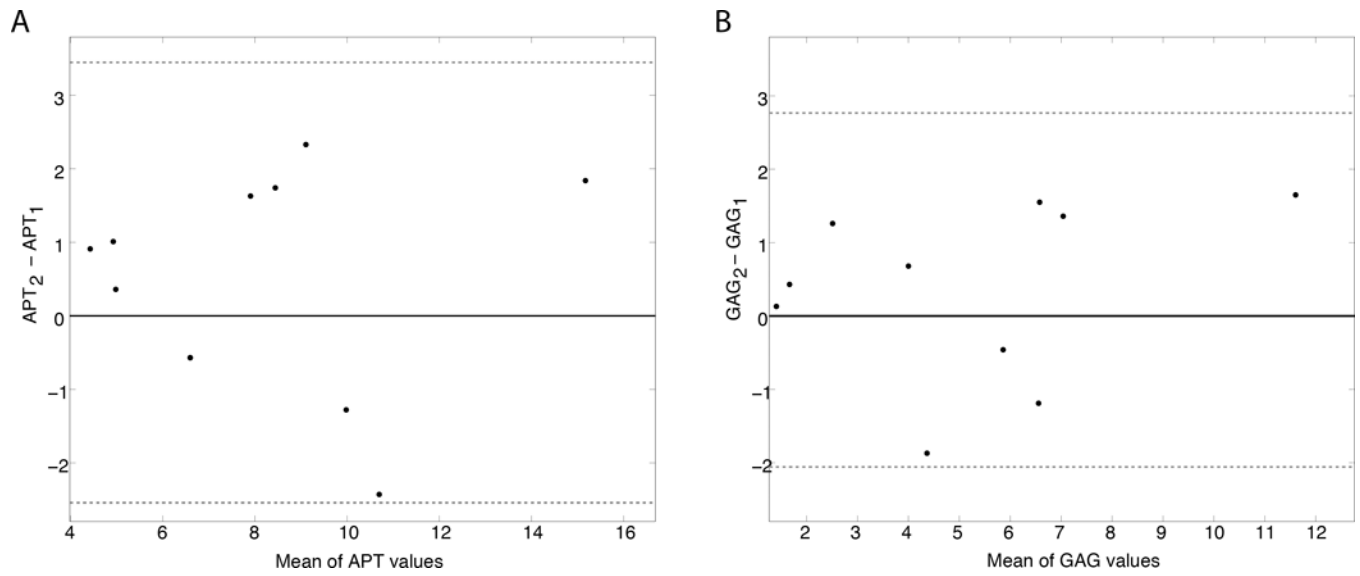 A
3
2
1
0
−1
−2
APT2 − APT1
4 6 8 10 12 14 16
Mean of APT values
B
3
2
1
0
−1
−2
GAG2 − GAG1
2 3 4 5 6 7 8 9 10 11 12
Mean of GAG values